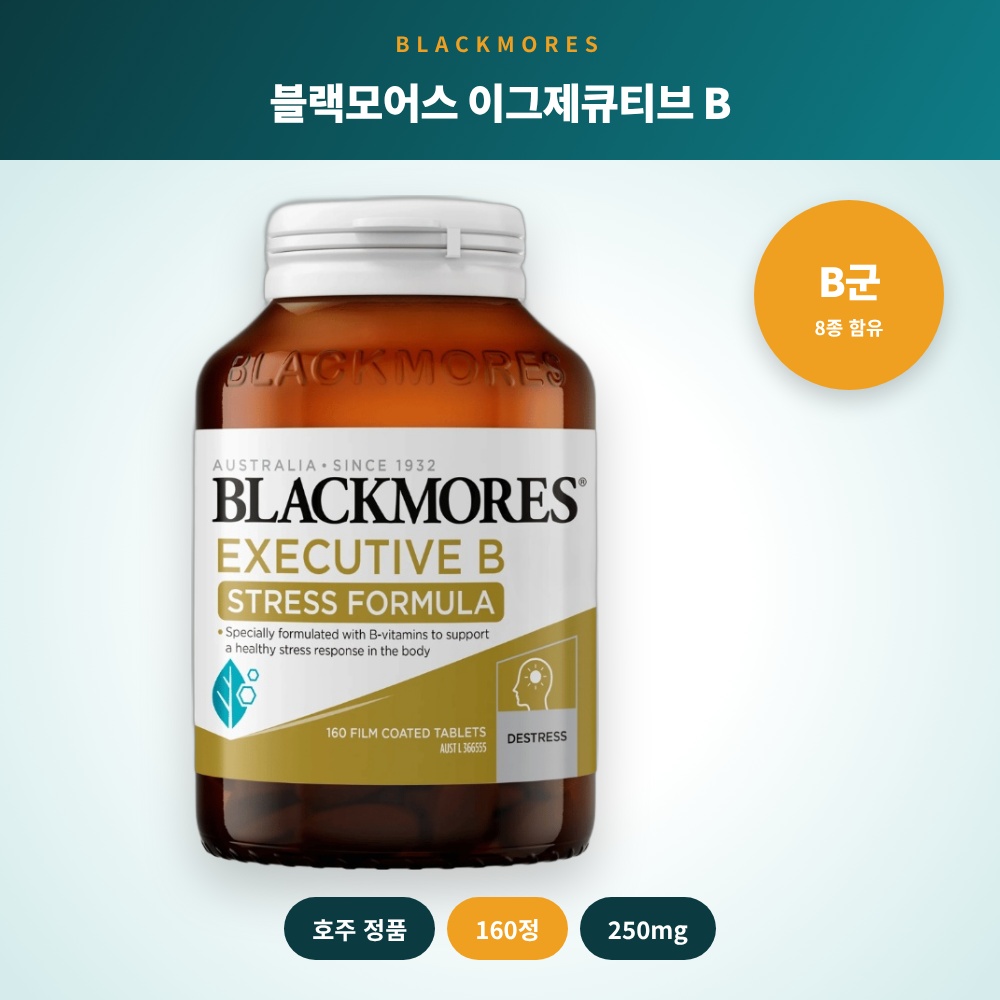 BLACKMORES
블랙모어스 이그제큐티브 B
B군
8종 함유
BLACKMORES
AUSTRALIA • SINCE 1932
BLACKMORES®
EXECUTIVE B
STRESS FORMULA
• Specially formulated with B-vitamins to support
a healthy stress response in the body
160 FILM COATED TABLETS
AUST L 366555
DESTRESS
호주 정품
160정
250mg